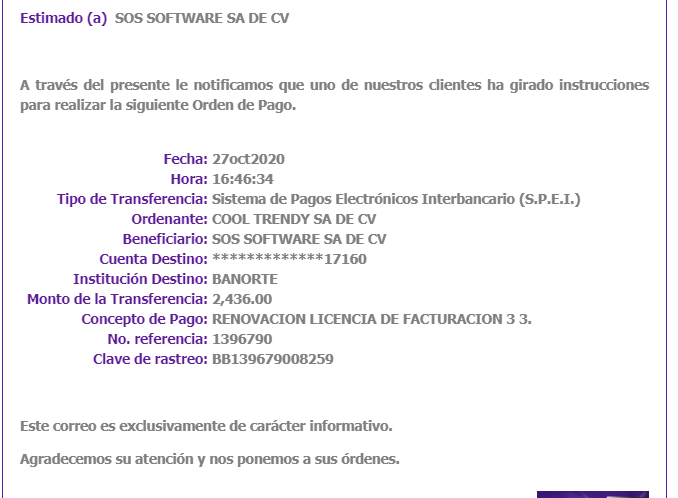 Estimado (a) SOS SOFTWARE SA DE CV
A través del presente le notificamos que uno de nuestros clientes ha girado instrucciones
para realizar la siguiente Orden de Pago.
Fecha: 27oct2020
Hora: 16:46:34
Tipo de Transferencia: Sistema de Pagos Electrónicos Interbancario (S.P.E.I.)
Ordenante: COOL TRENDY SA DE CV
Beneficiario: SOS SOFTWARE SA DE CV
Cuenta Destino: *************17160
Institución Destino: BANORTE
Monto de la Transferencia: 2,436.00
Concepto de Pago: RENOVACION LICENCIA DE FACTURACION 3 3.
No. referencia: 1396790
Clave de rastreo: BB139679008259
Este correo es exclusivamente de carácter informativo.
Agradecemos su atención y nos ponemos a sus órdenes.